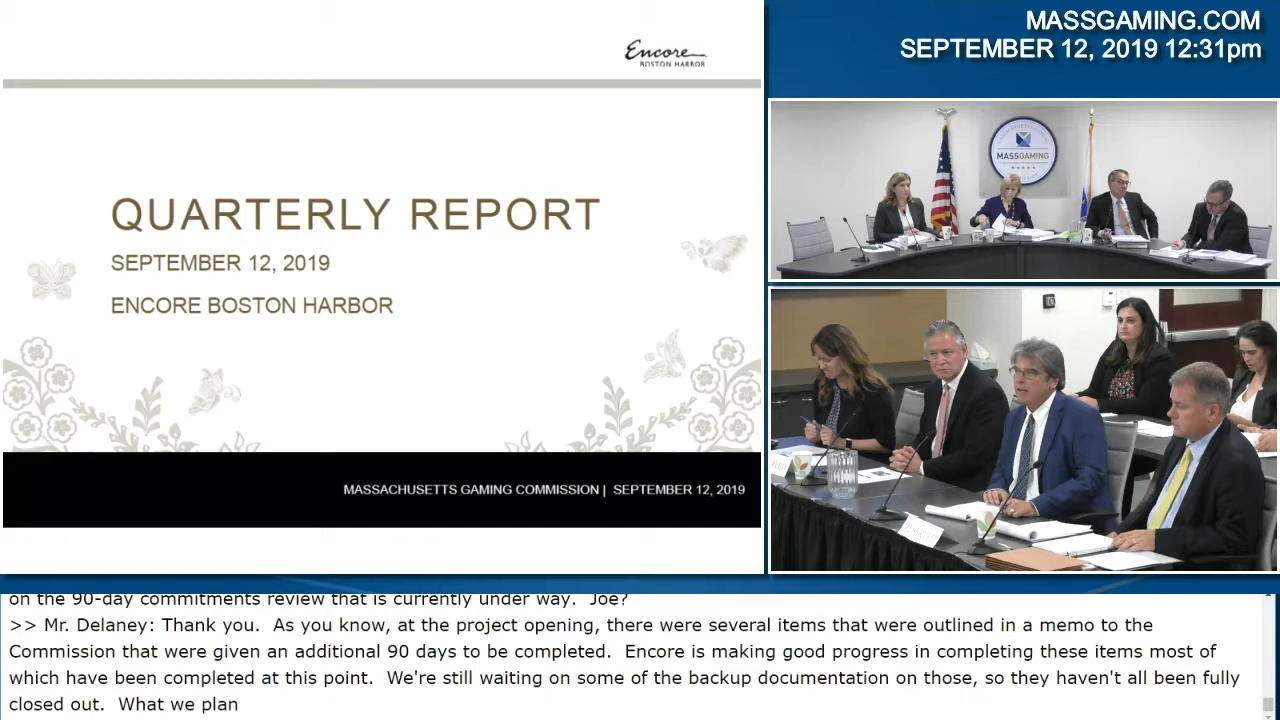 Encore
BOSTON HARBOR
QUARTERLY REPORT
SEPTEMBER 12, 2019
ENCORE BOSTON HARBOR
MASSACHUSETTS GAMING COMMISSION | SEPTEMBER 12, 2019
MASSGAMING.COM
SEPTEMBER 12, 2019 12:31pm
MASSGAMING
on the 90-day commitments review that is currently under way.  Joe?
>> Mr. Delaney: Thank you.  As you know, at the project opening, there were several items that were outlined in a memo to the
Commission that were given an additional 90 days to be completed.  Encore is making good progress in completing these items most of
which have been completed at this point.  We're still waiting on some of the backup documentation on those, so they haven't all been fully
closed out.  What we plan